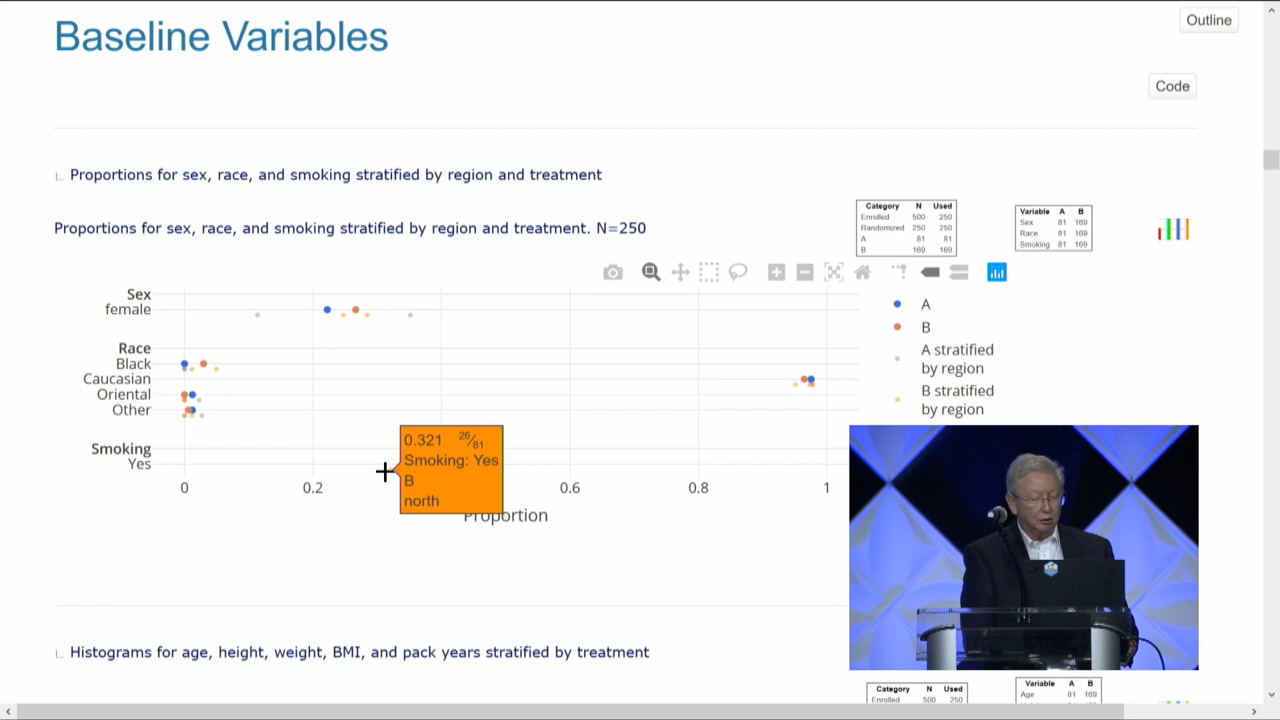 Baseline Variables
Outline
Code
∟ Proportions for sex, race, and smoking stratified by region and treatment
Proportions for sex, race, and smoking stratified by region and treatment. N=250
Category N Used
Enrolled 500 250
Randomized 250 250
A 81 81
B 169 169
Variable A B
Sex 81 169
Race 81 169
Smoking 81 169
Sex
female
Race
Black
Caucasian
Oriental
Other
Smoking
Yes
0.321 26/81
Smoking: Yes
B
north
0 0.2 0.6 0.8 1
Proportion
A
B
A stratified
by region
B stratified
by region
∟ Histograms for age, height, weight, BMI, and pack years stratified by treatment
Category N Used
Enrolled 500 250
Variable A B
Age 81 169